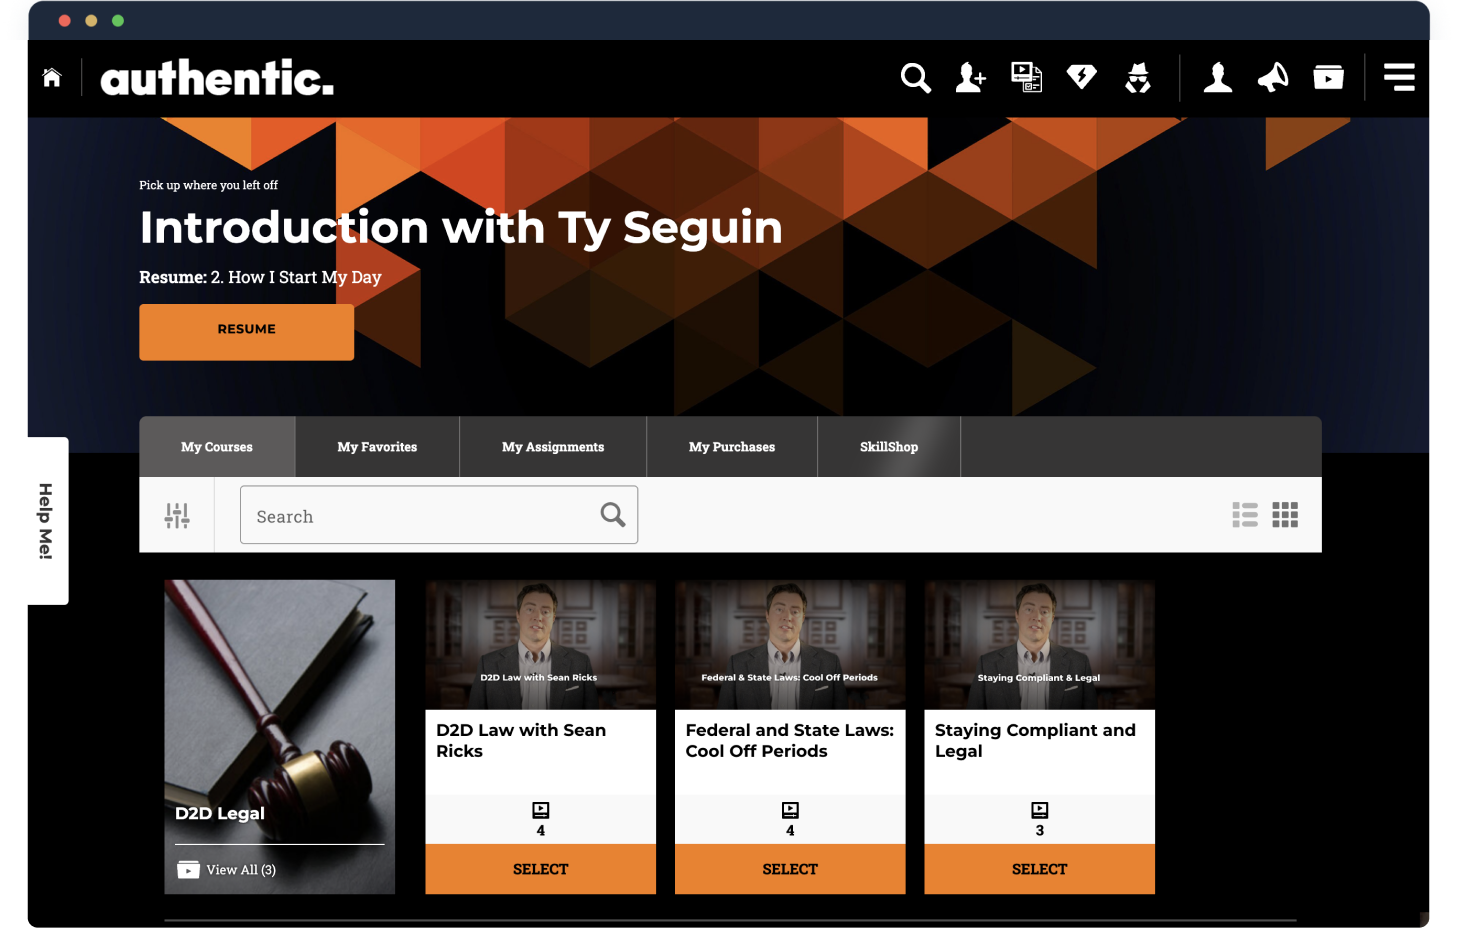 authentic.
Pick up where you left off
Introduction with Ty Seguin
Resume: 2. How I Start My Day
RESUME
My Courses
My Favorites
My Assignments
My Purchases
SkillShop
Help Me!
Search
D2D Legal
View All (3)
D2D Law with Sean Ricks
D2D Law with Sean
Ricks
4
SELECT
Federal & State Laws: Cool Off Periods
Federal and State Laws:
Cool Off Periods
4
SELECT
Staying Compliant & Legal
Staying Compliant and
Legal
3
SELECT